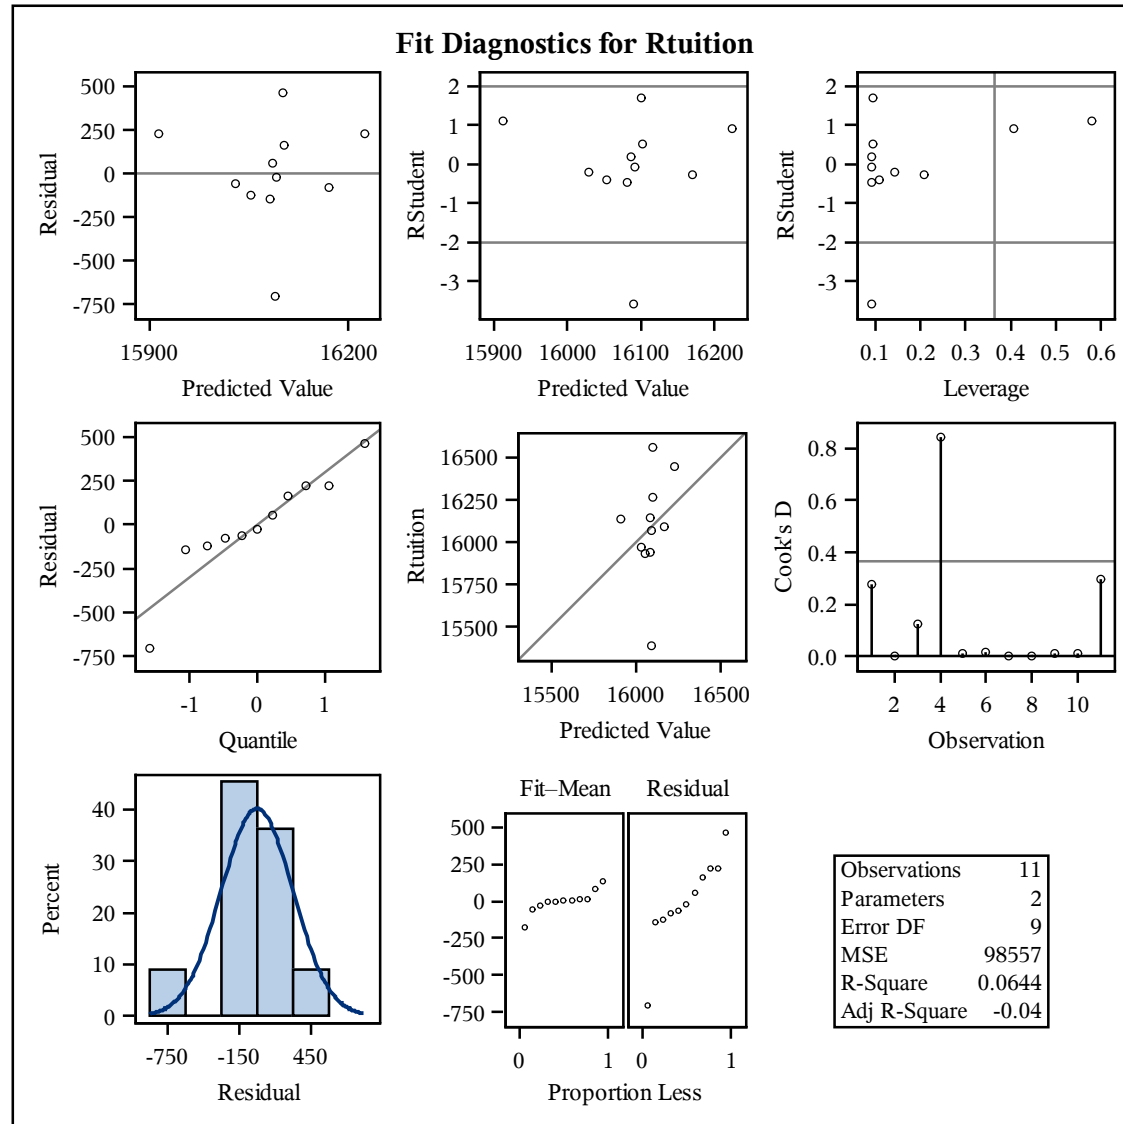 Fit Diagnostics for Rtuition
500
250
0
-250
-500
-750
Residual
15900 16200
Predicted Value
2
1
0
-1
-2
-3
RStudent
15900 16000 16100 16200
Predicted Value
2
1
0
-1
-2
-3
RStudent
0.1 0.2 0.3 0.4 0.5 0.6
Leverage
500
250
0
-250
-500
-750
Residual
-1 0 1
Quantile
16500
16250
16000
15750
15500
Rtuition
15500 16000 16500
Predicted Value
0.8
0.6
0.4
0.2
0.0
Cook's D
2 4 6 8 10
Observation
40
30
20
10
0
Percent
-750 -150 450
Residual
Fit–Mean Residual
500
250
0
-250
-500
-750
0 1 0 1
Proportion Less
Observations 11
Parameters 2
Error DF 9
MSE 98557
R-Square 0.0644
Adj R-Square -0.04